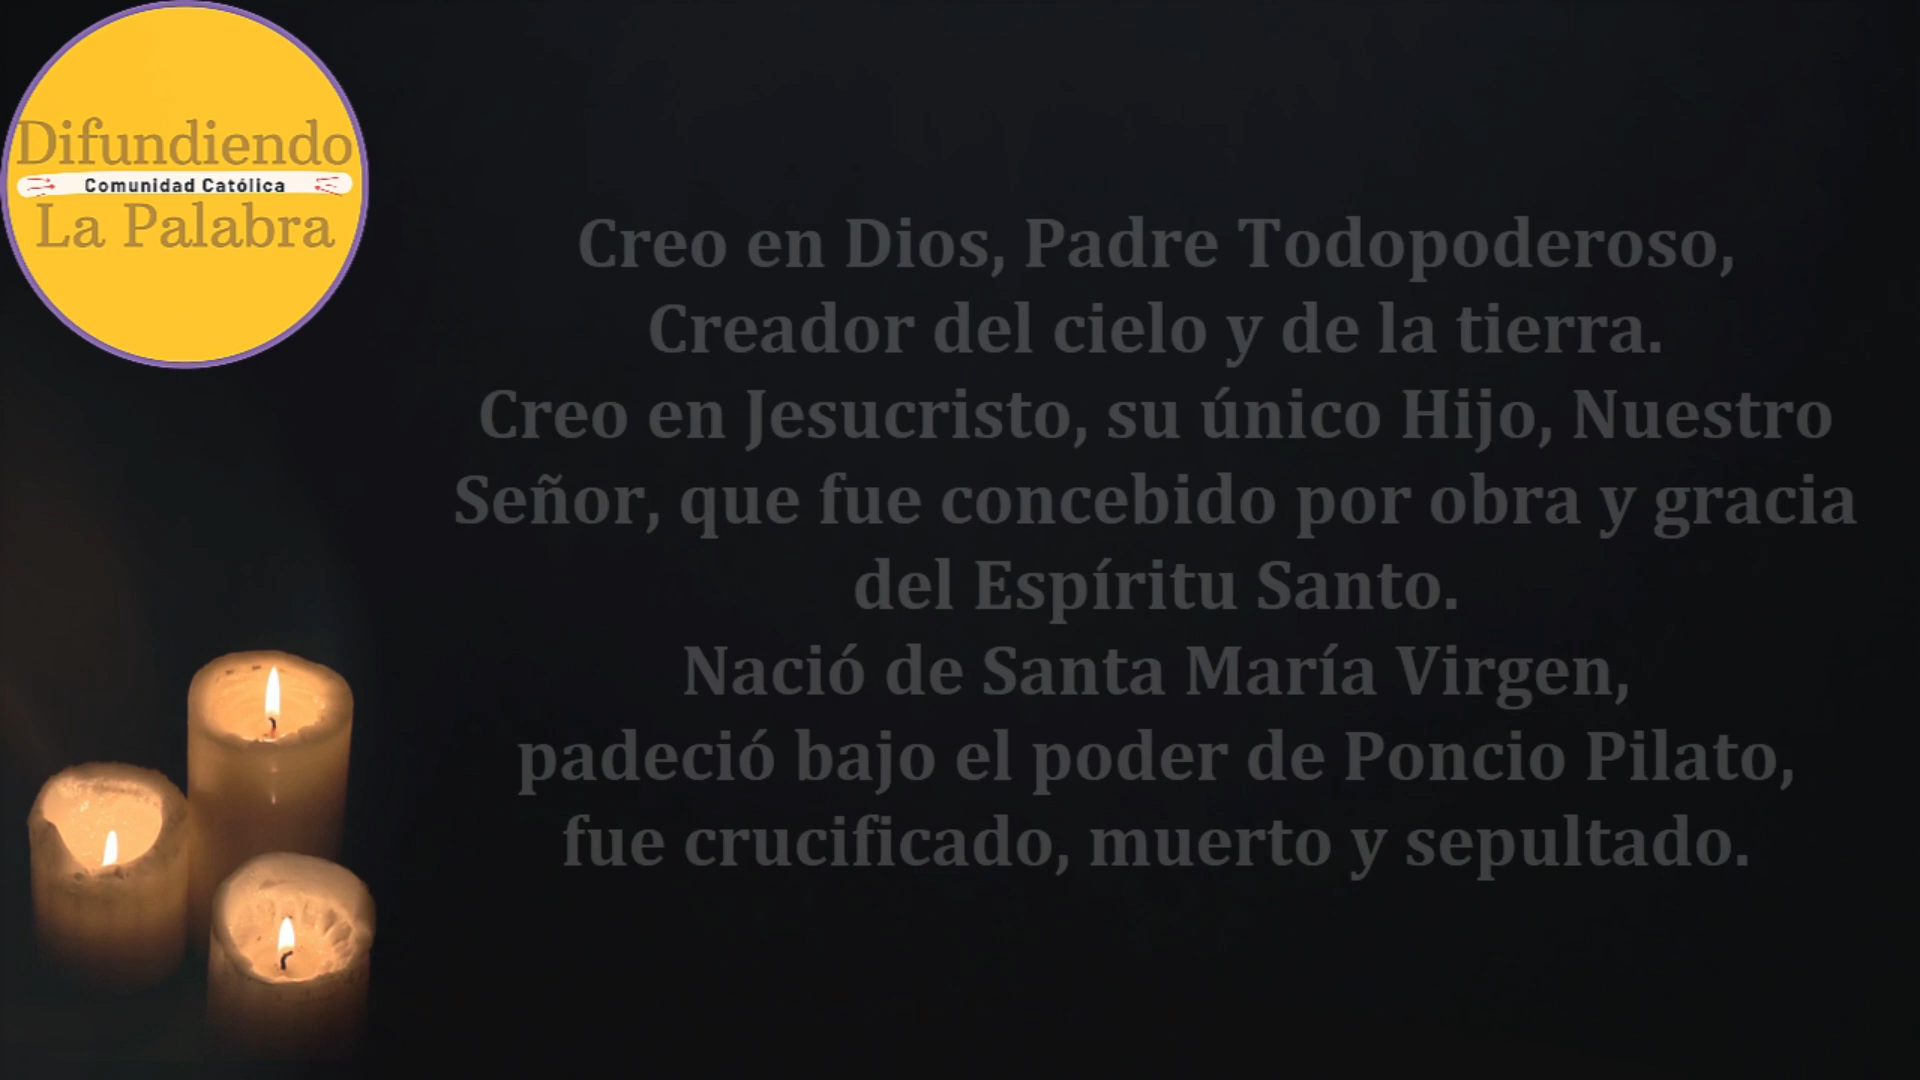 Difundiendo
Comunidad Católica
La Palabra
Creo en Dios, Padre Todopoderoso,
Creador del cielo y de la tierra.
Creo en Jesucristo, su único Hijo, Nuestro
Señor, que fue concebido por obra y gracia
del Espíritu Santo.
Nació de Santa María Virgen,
padeció bajo el poder de Poncio Pilato,
fue crucificado, muerto y sepultado.